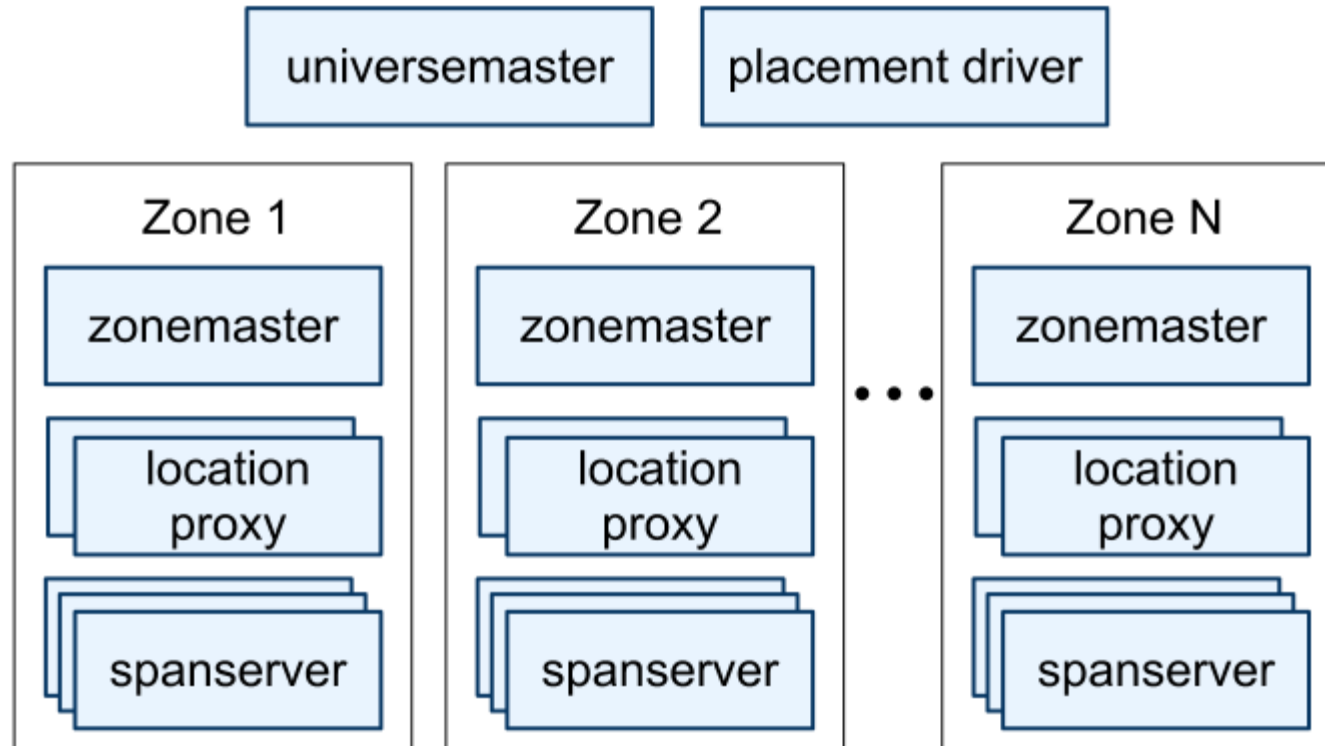 universemaster
placement driver
Zone 1
zonemaster
location
proxy
spanserver
Zone 2
zonemaster
location
proxy
spanserver
...
Zone N
zonemaster
location
proxy
spanserver